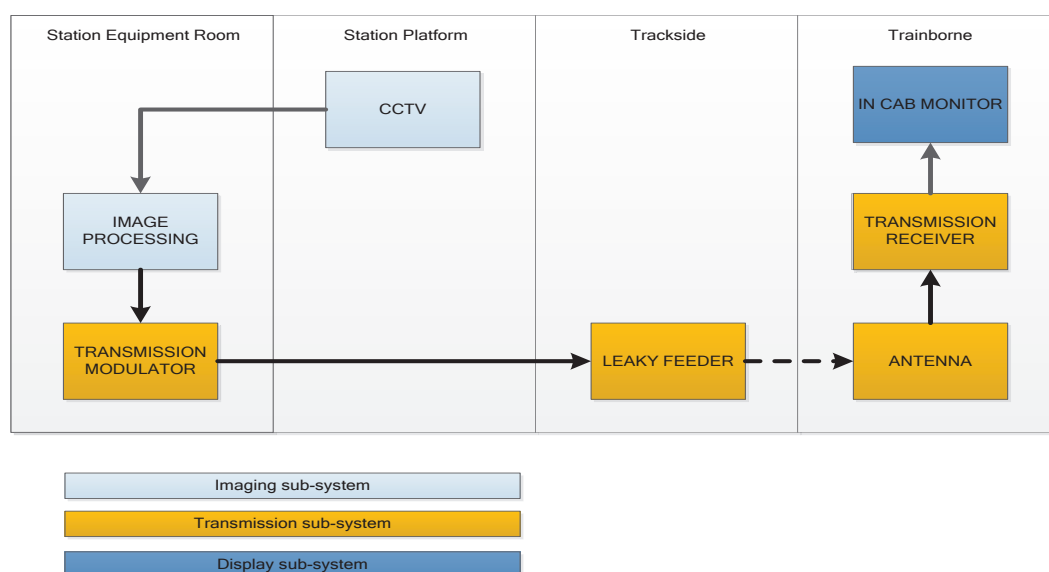 Station Equipment Room
Station Platform
Trackside
Trainborne
CCTV
IN CAB MONITOR
IMAGE
PROCESSING
TRANSMISSION
RECEIVER
TRANSMISSION
MODULATOR
LEAKY FEEDER
ANTENNA
Imaging sub-system
Transmission sub-system
Display sub-system